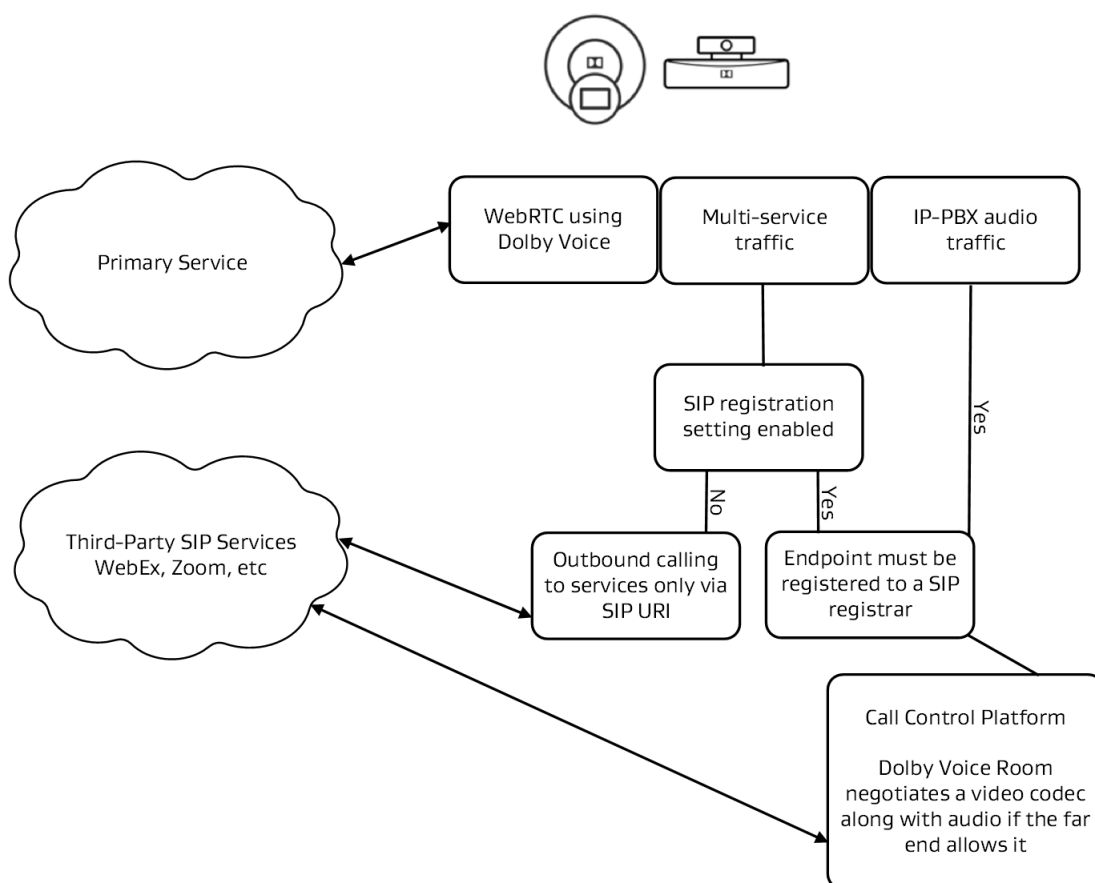 WebRTC using
Dolby Voice
Multi-service
traffic
IP-PBX audio
traffic
Primary Service
SIP registration
setting enabled
Yes
No
Yes
Third-Party SIP Services
WebEx, Zoom, etc
Outbound calling
to services only via
SIP URI
Endpoint must be
registered to a SIP
registrar
Call Control Platform
Dolby Voice Room
negotiates a video codec
along with audio if the far
end allows it